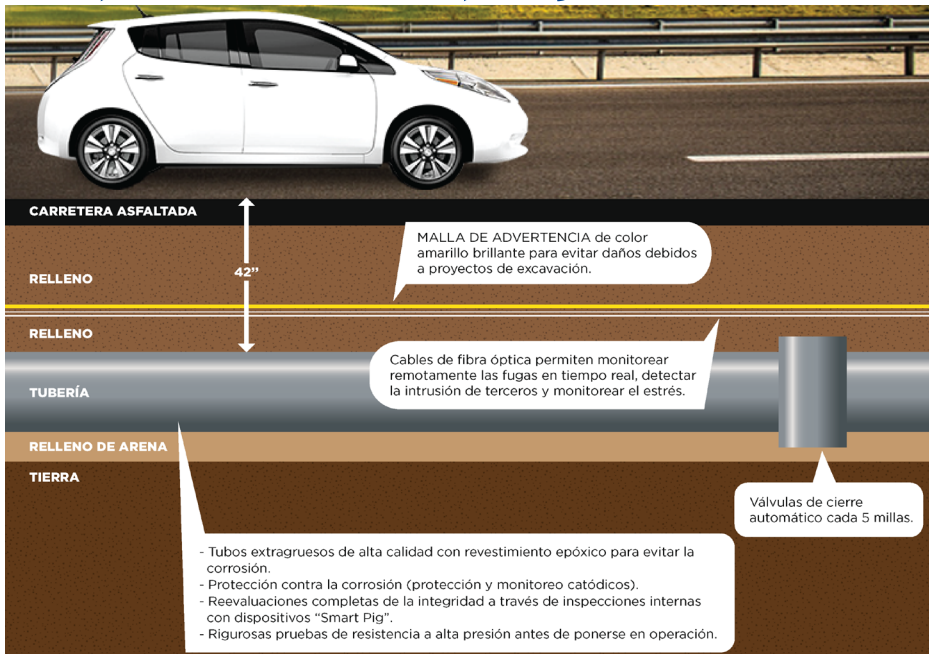 CARRETERA ASFALTADA
MALLA DE ADVERTENCIA de color
amarillo brillante para evitar daños debidos
a proyectos de excavación.
42”
RELLENO
RELLENO
Cables de fibra óptica permiten monitorear
remotamente las fugas en tiempo real, detectar
la intrusión de terceros y monitorear el estrés.
TUBERÍA
RELLENO DE ARENA
TIERRA
Válvulas de cierre
automático cada 5 millas.
- Tubos extragruesos de alta calidad con revestimiento epóxico para evitar la
corrosión.
- Protección contra la corrosión (protección y monitoreo catódicos).
- Reevaluaciones completas de la integridad a través de inspecciones internas
con dispositivos “Smart Pig”.
- Rigurosas pruebas de resistencia a alta presión antes de ponerse en operación.